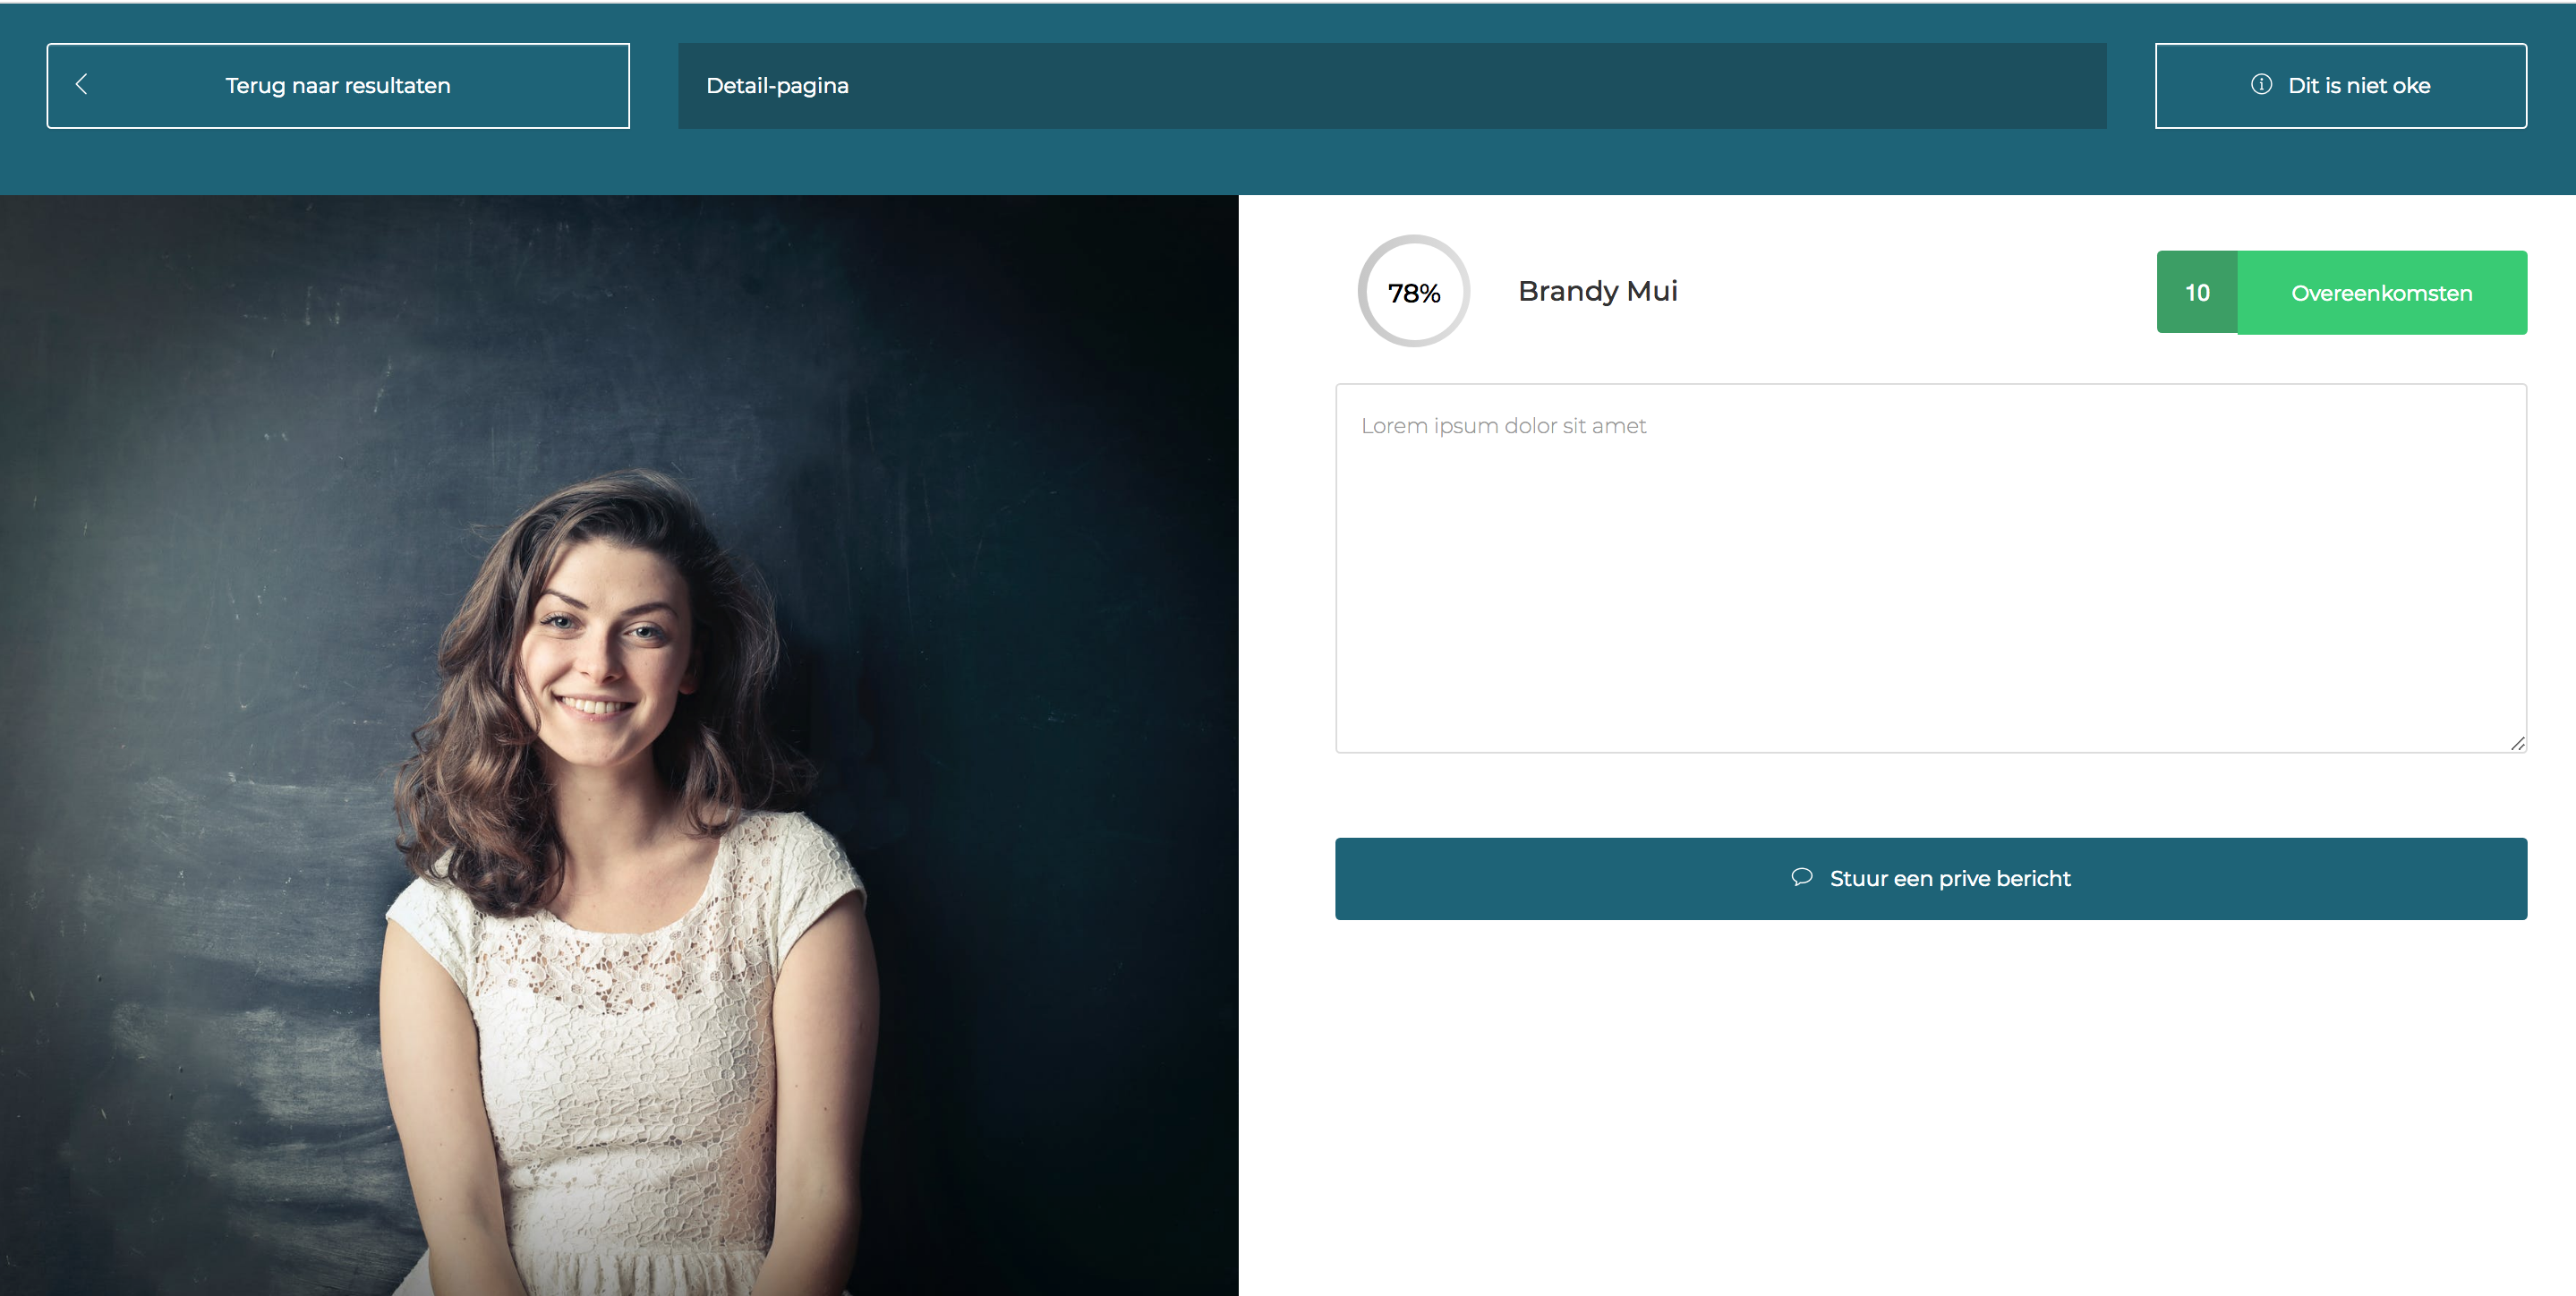 Terug naar resultaten
Detail-pagina
Dit is niet oke
78%
Brandy Mui
10
Overeenkomsten
Lorem ipsum dolor sit amet
Stuur een prive bericht